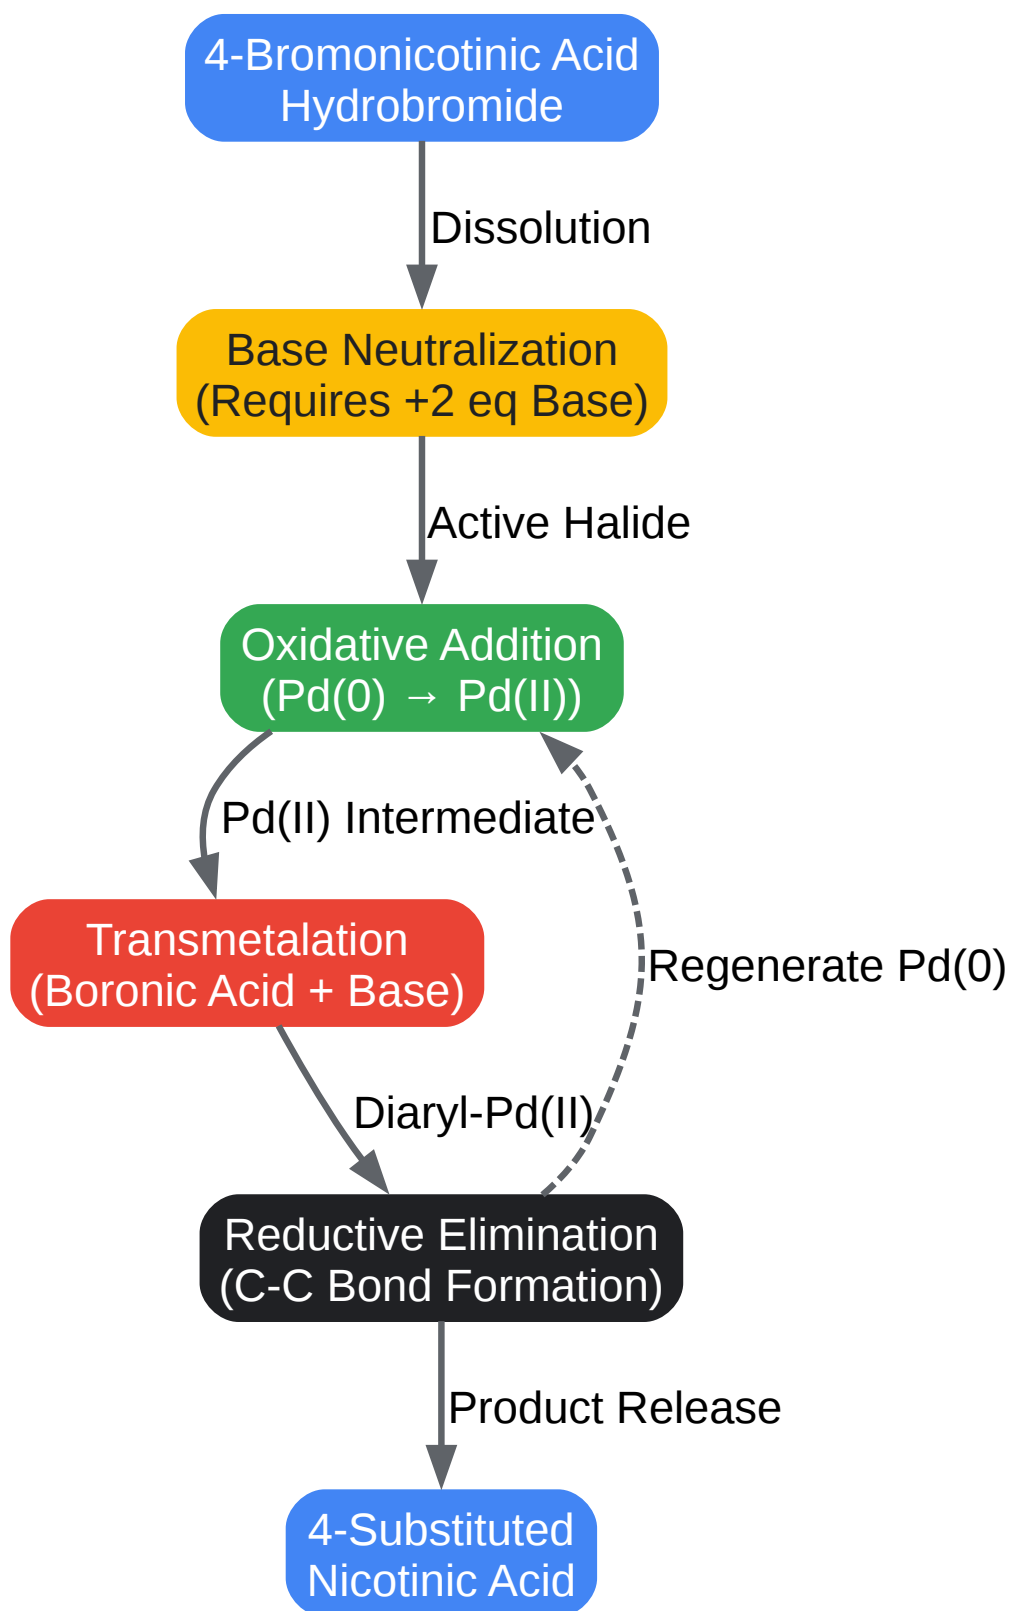 4-Bromonicotinic Acid
Hydrobromide
Dissolution
Base Neutralization
(Requires +2 eq Base)
Active Halide
Oxidative Addition
(Pd(0) → Pd(II))
Pd(II) Intermediate
Transmetalation
(Boronic Acid + Base)
Regenerate Pd(0)
Diaryl-Pd(II)
Reductive Elimination
(C-C Bond Formation)
Product Release
4-Substituted
Nicotinic Acid